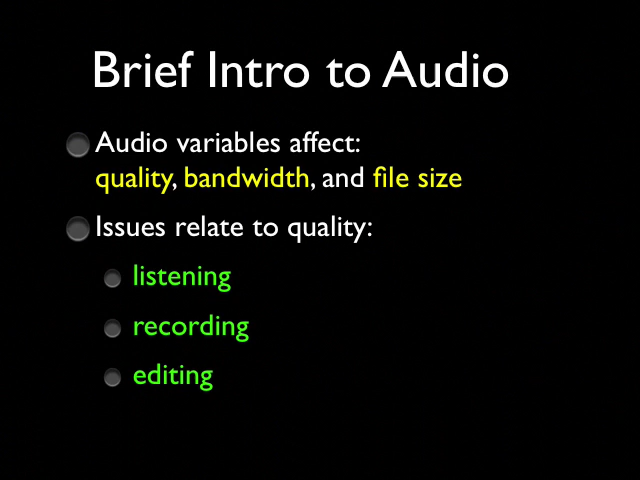 Brief Intro to Audio
Audio variables affect:
quality, bandwidth, and file size
Issues relate to quality:
listening
recording
editing